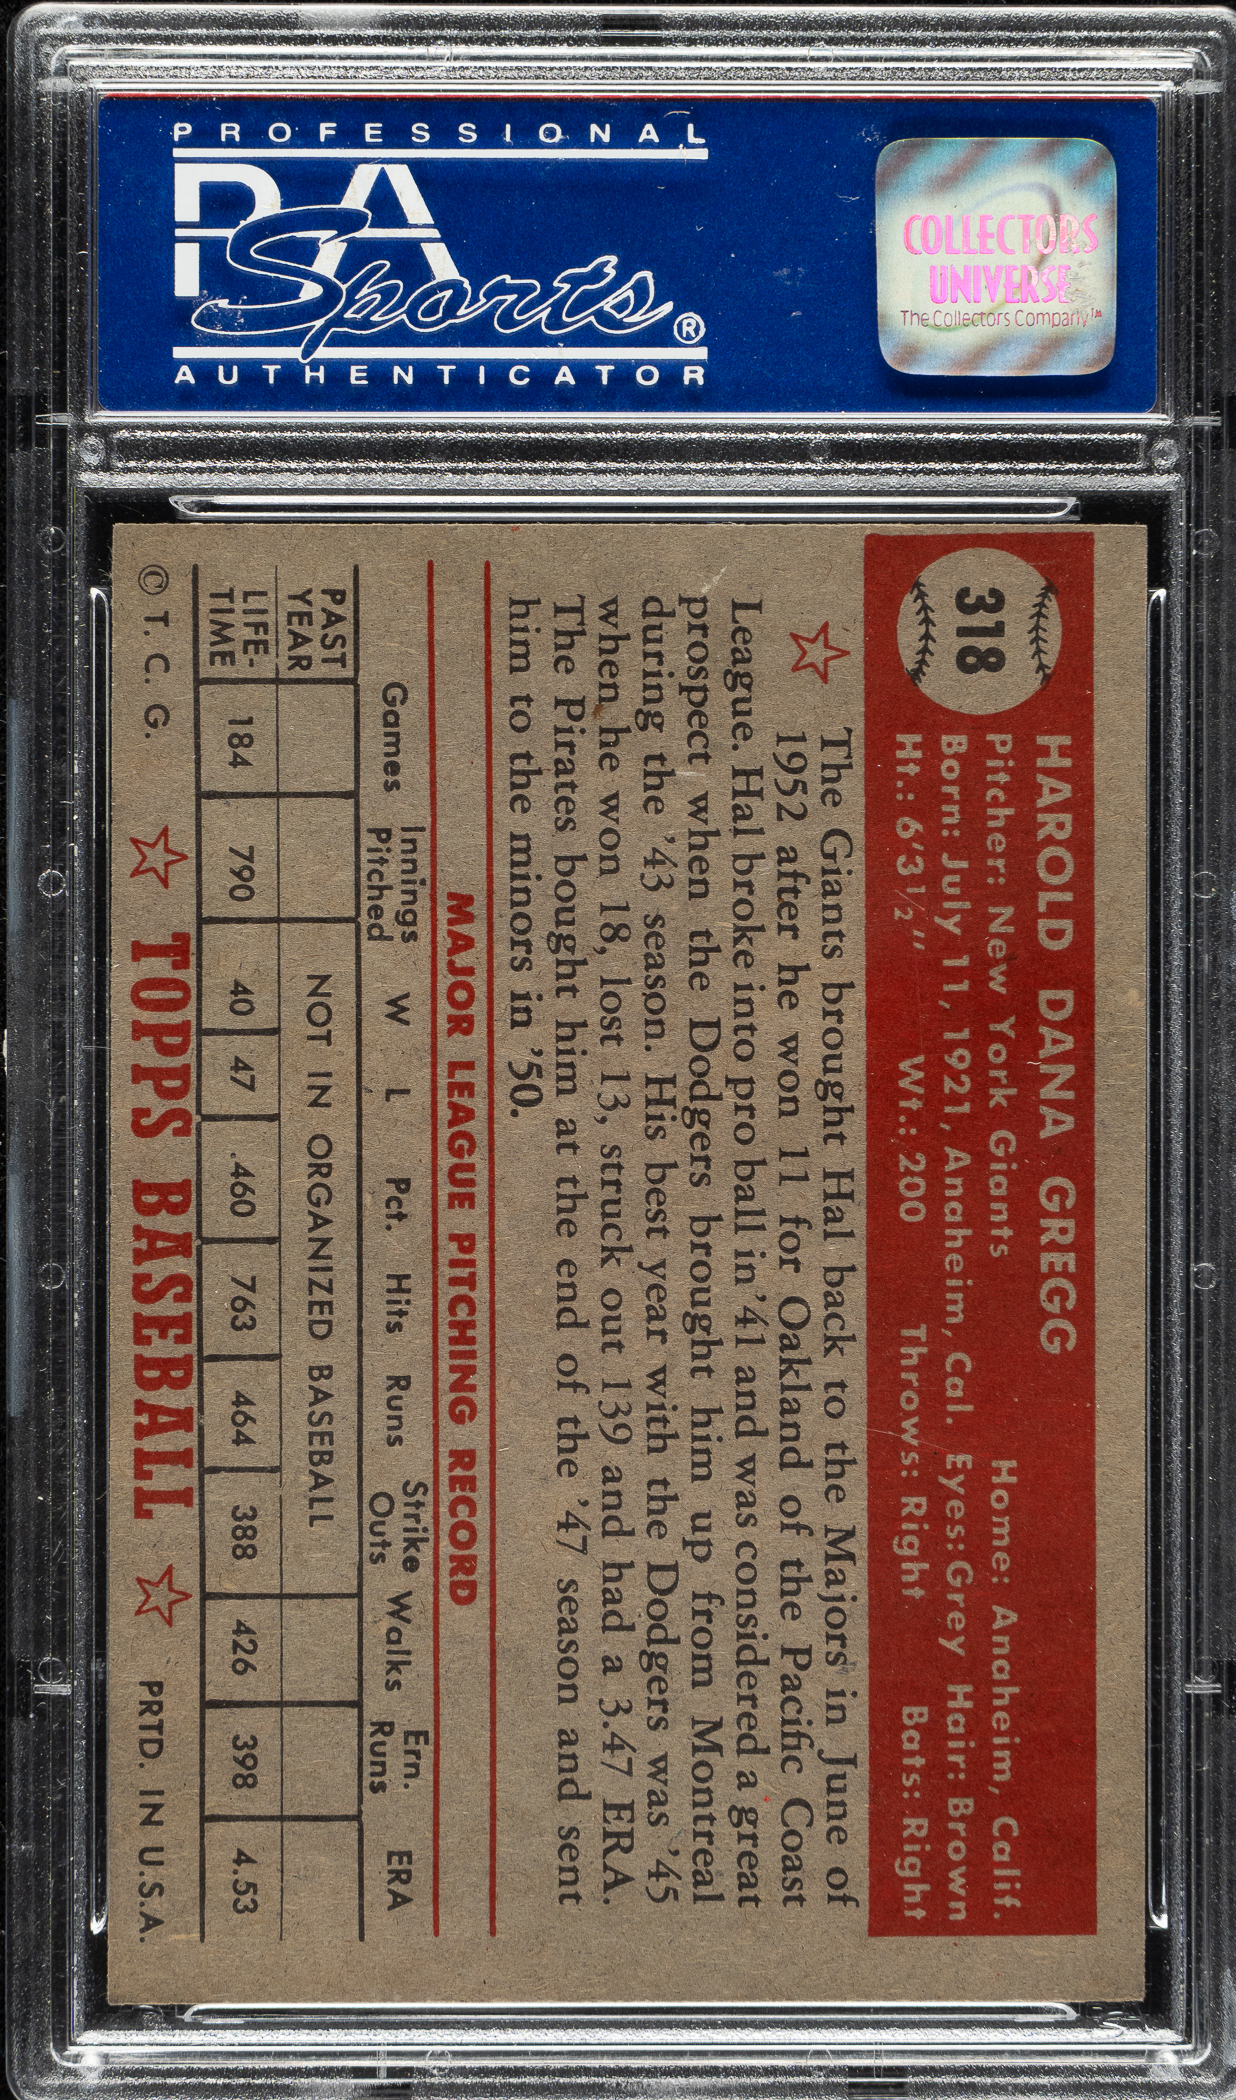 PROFESSIONAL
PSA
Sports®
AUTHENTICATOR
COLLECTORS
UNIVERSE
The Collectors Company™
318
HAROLD DANA GREGG
Pitcher: New York Giants Home: Anaheim, Calif.
Born: July 11, 1921, Anaheim, Cal. Eyes: Grey Hair: Brown
Ht.: 6'3½" Wt.: 200 Throws: Right Bats: Right
The Giants brought Hal back to the Majors in June of
1952 after he won 11 for Oakland of the Pacific Coast
League. Hal broke into pro ball in '41 and was considered a great
prospect when the Dodgers brought him up from Montreal
during the '43 season. His best year with the Dodgers was '45
when he won 18, lost 13, struck out 139 and had a 3.47 ERA.
The Pirates bought him at the end of the '47 season and sent
him to the minors in '50.
MAJOR LEAGUE PITCHING RECORD
Games Innings Pitched W L Pct. Hits Runs Strike Outs Walks Ern. Runs ERA
PAST YEAR NOT IN ORGANIZED BASEBALL
LIFE-TIME 184 790 40 47 .460 763 464 388 426 398 4.53
© T. C. G. TOPPS BASEBALL PRTD. IN U.S.A.